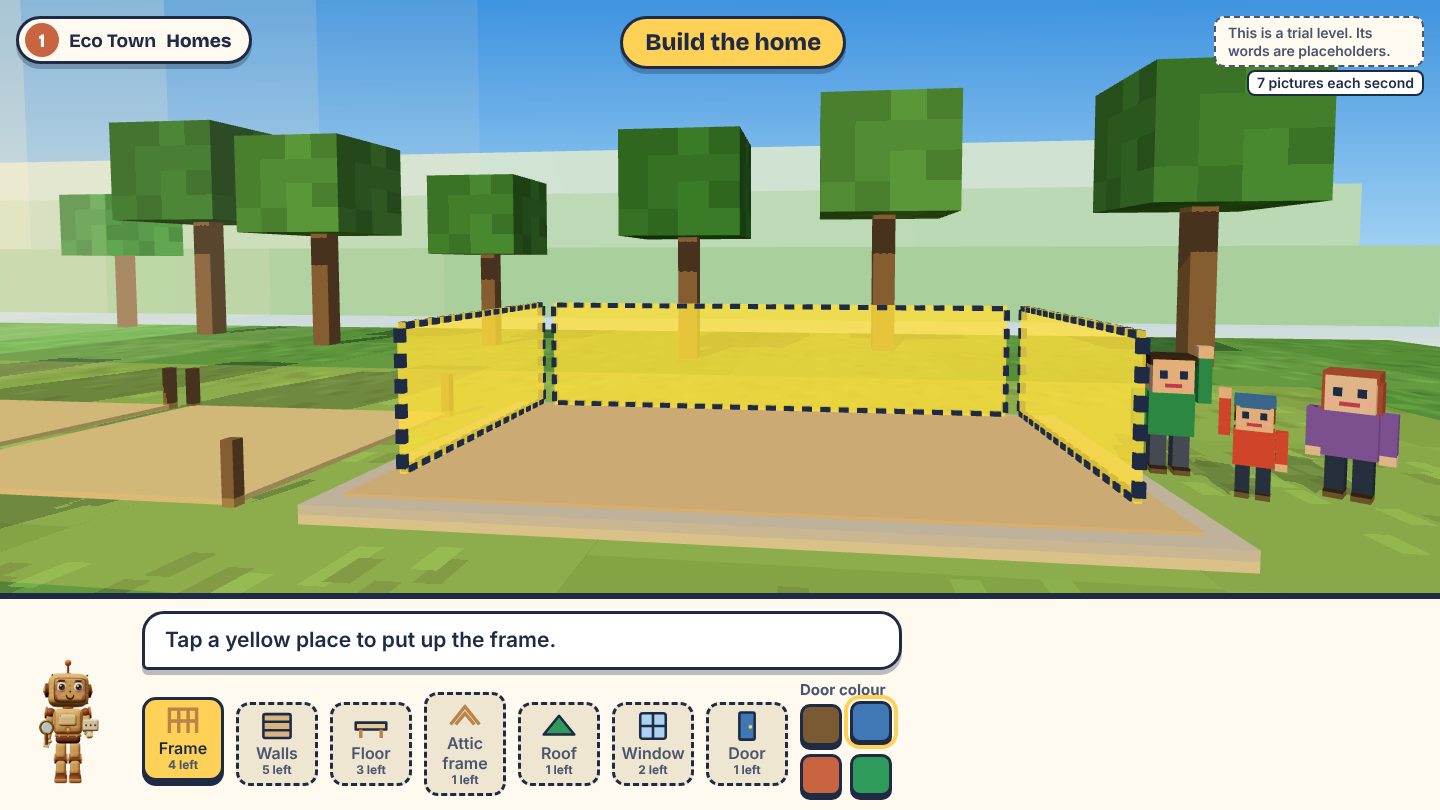 1 Eco Town Homes
Build the home
This is a trial level. Its
words are placeholders.
7 pictures each second
Tap a yellow place to put up the frame.
Door colour
Frame
4 left
Walls
5 left
Floor
3 left
Attic
frame
1 left
Roof
1 left
Window
2 left
Door
1 left